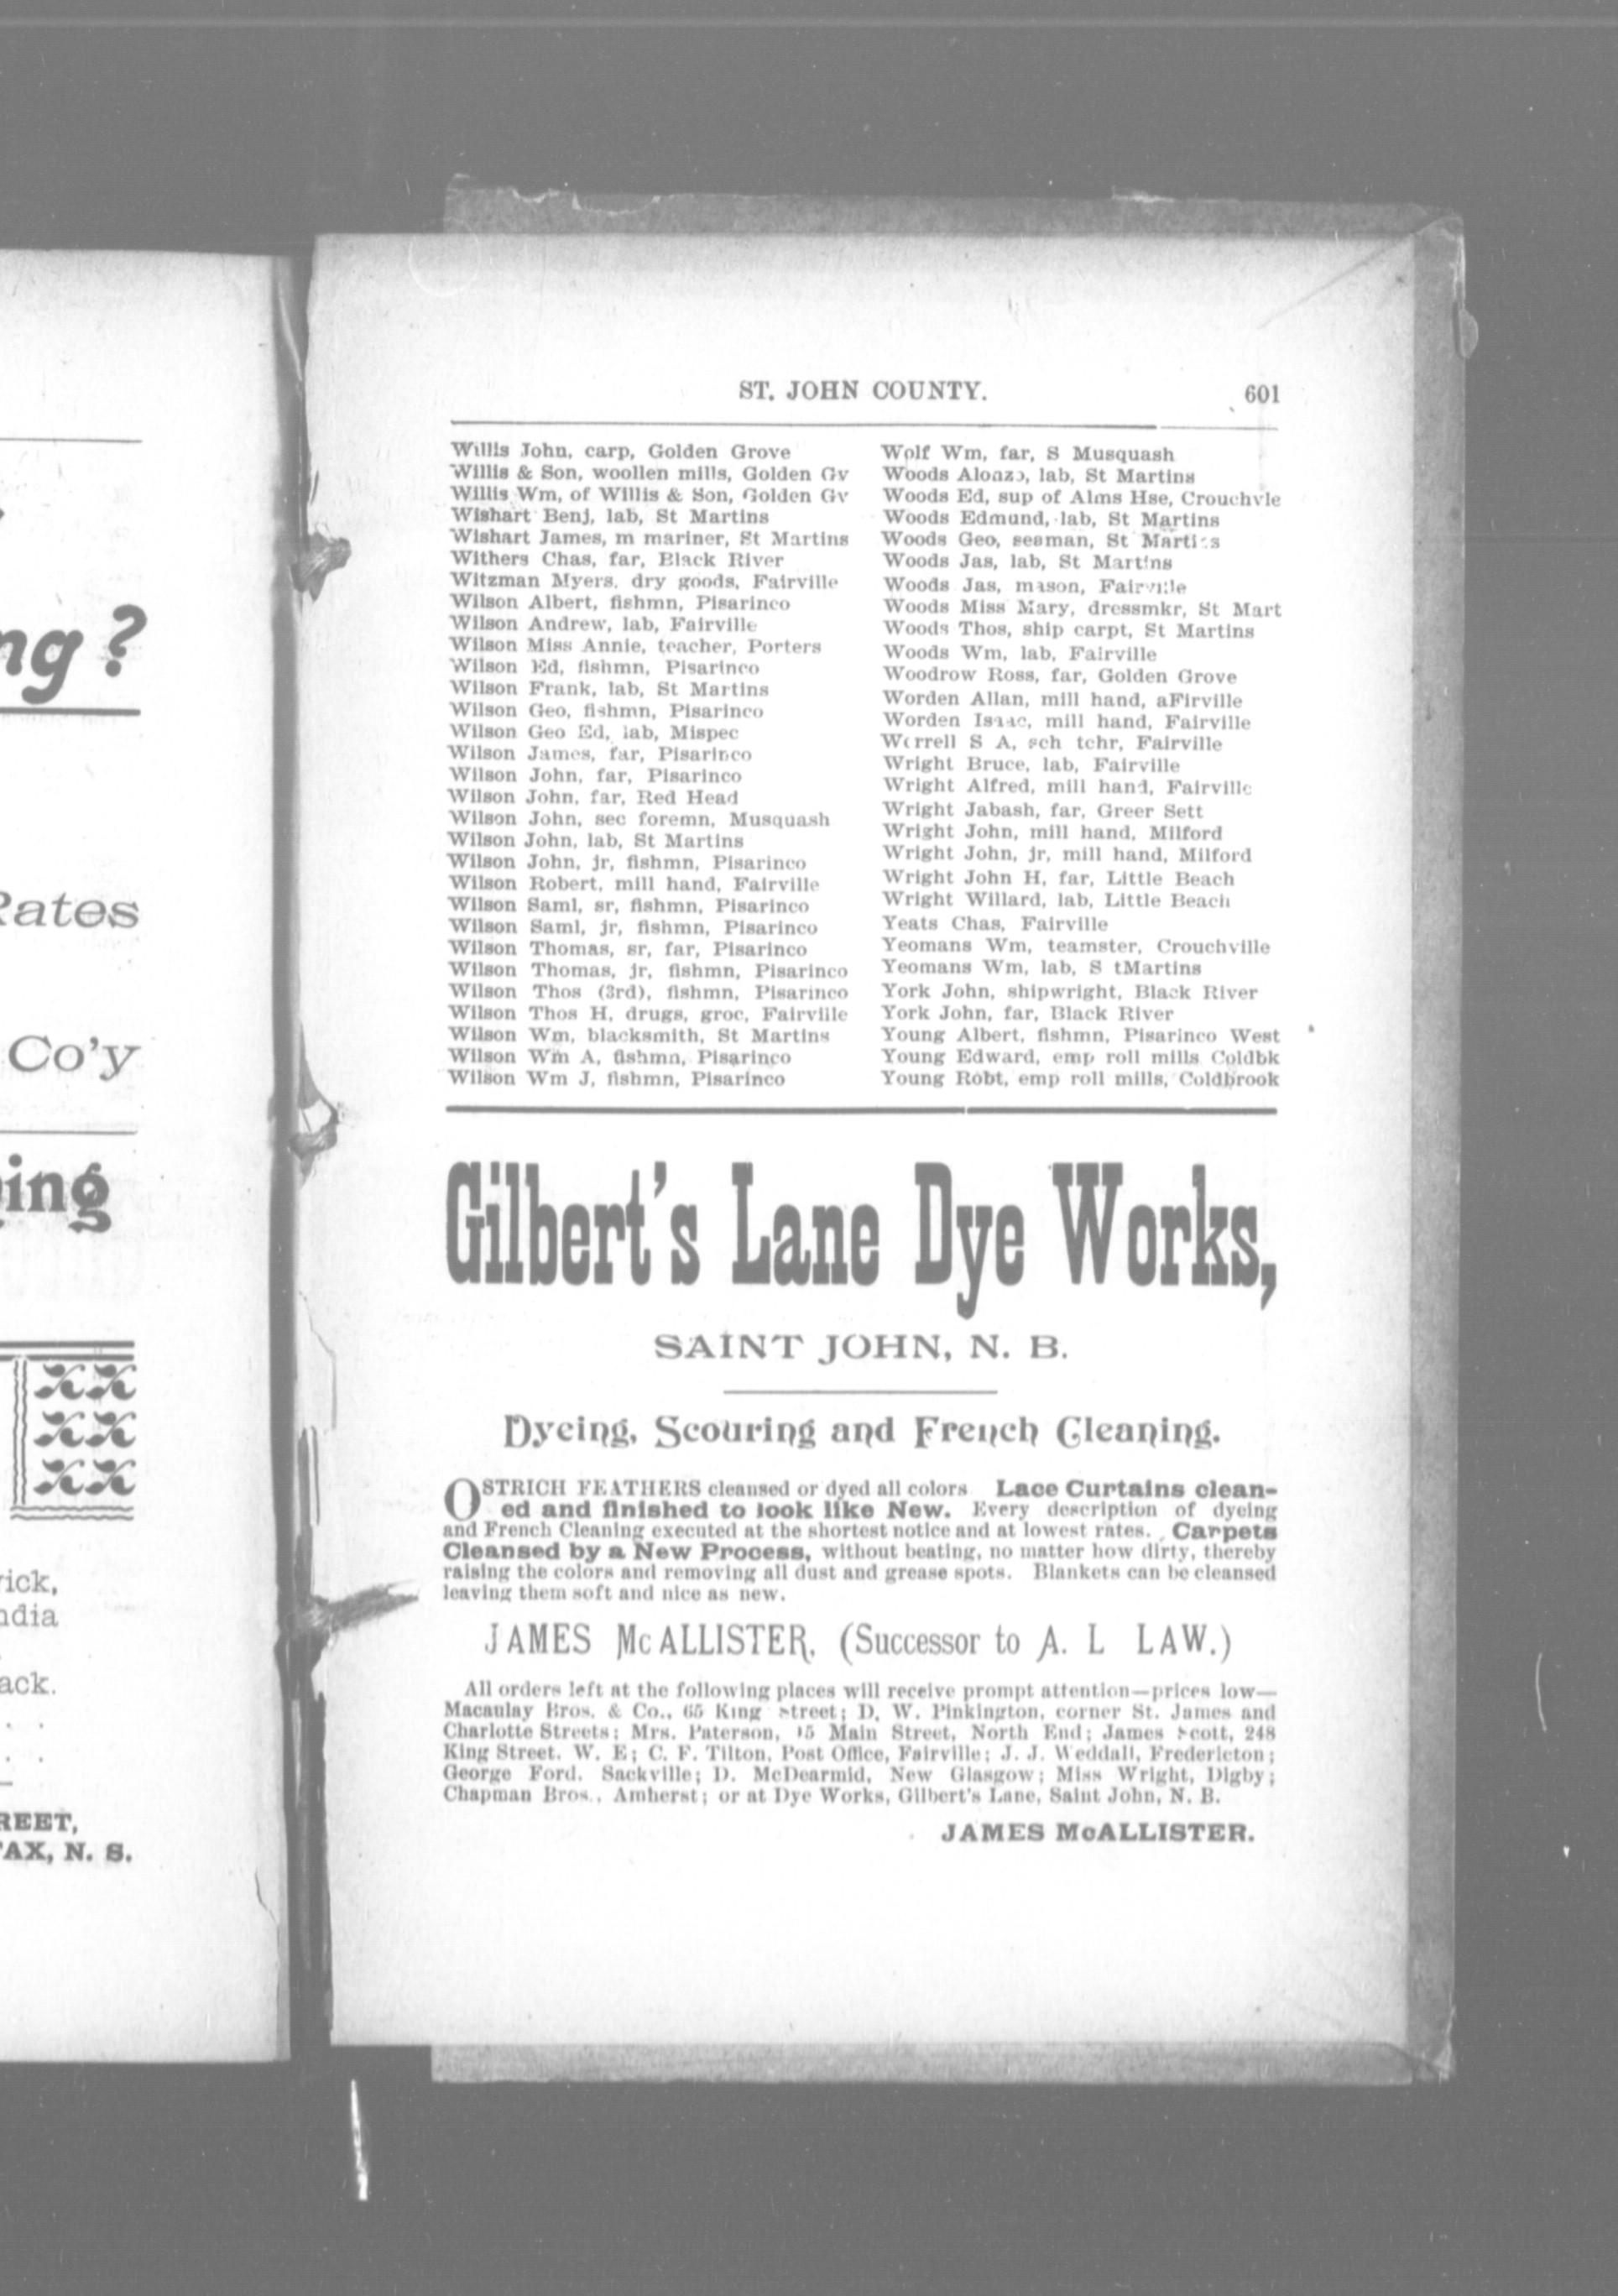 ng?
Rates
Co'y
ing
ndia
ack.
REET,
FAX, N. S.
ST. JOHN COUNTY.
601
Willis John, carp, Golden Grove
Willis & Son, woollen mills, Golden Gv
Willis Wm, of Willis & Son, Golden Gv
Wishart Benj, lab, St Martins
Wishart James, m mariner, St Martins
Withers Chas, far, Black River
Witzman Myers, dry goods, Fairville
Wilson Albert, fishmn, Pisarinco
Wilson Andrew, lab, Fairville
Wilson Miss Annie, teacher, Porters
Wilson Ed, fishmn, Pisarinco
Wilson Frank, lab, St Martins
Wilson Geo, fishmn, Pisarinco
Wilson Geo Ed, lab, Mispec
Wilson James, far, Pisarinco
Wilson John, far, Pisarinco
Wilson John, far, Red Head
Wilson John, sec foremn, Musquash
Wilson John, lab, St Martins
Wilson John, jr, fishmn, Pisarinco
Wilson Robert, mill hand, Fairville
Wilson Saml, sr, fishmn, Pisarinco
Wilson Saml, jr, fishmn, Pisarinco
Wilson Thomas, sr, far, Pisarinco
Wilson Thomas, jr, fishmn, Pisarinco
Wilson Thos (3rd), fishmn, Pisarinco
Wilson Thos H, drugs, groc, Fairville
Wilson Wm, blacksmith, St Martins
Wilson Wm A, fishmn, Pisarinco
Wilson Wm J, fishmn, Pisarinco
Wolf Wm, far, S Musquash
Woods Alonzo, lab, St Martins
Woods Ed, sup of Alms Hse, Crouchvle
Woods Edmund, lab, St Martins
Woods Geo, seaman, St Martins
Woods Jas, lab, St Martins
Woods Jas, mason, Fairville
Woods Miss Mary, dressmkr, St Mart
Woods Thos, ship carpt, St Martins
Woods Wm, lab, Fairville
Woodrow Ross, far, Golden Grove
Worden Allan, mill hand, aFirville
Worden Isaac, mill hand, Fairville
Worrell S A, sch tchr, Fairville
Wright Bruce, lab, Fairville
Wright Alfred, mill hand, Fairville
Wright Jabash, far, Greer Sett
Wright John, mill hand, Milford
Wright John, jr, mill hand, Milford
Wright John H, far, Little Beach
Wright Willard, lab, Little Beach
Yeats Chas, Fairville
Yeomans Wm, teamster, Crouchville
Yeomans Wm, lab, S tMartins
York John, shipwright, Black River
York John, far, Black River
Young Albert, fishmn, Pisarinco West
Young Edward, emp roll mills Coldbk
Young Robt, emp roll mills, Coldbrook
Gilbert's Lane Dye Works,
SAINT JOHN, N. B.
Dyeing, Scouring and French Cleaning.
OSTRICH FEATHERS cleansed or dyed all colors Lace Curtains clean-
ed and finished to look like New. Every description of dyeing
and French Cleaning executed at the shortest notice and at lowest rates. Carpets
Cleansed by a New Process, without beating, no matter how dirty, thereby
raising the colors and removing all dust and grease spots. Blankets can be cleansed
leaving them soft and nice as new.
JAMES McALLISTER, (Successor to A. L LAW.)
All orders left at the following places will receive prompt attention—prices low—
Macaulay Bros. & Co., 65 King Street; D. W. Pinkington, corner St. James and
Charlotte Streets; Mrs. Paterson, Main Street, North End; James Scott, 248
King Street. W. E; C. F. Tilton, Post Office, Fairville; J. J. Weddall, Fredericton;
George Ford, Sackville; D. McDearmid, New Glasgow; Miss Wright, Digby;
Chapman Bros., Amherst; or at Dye Works, Gilbert's Lane, Saint John, N. B.
JAMES McALLISTER.